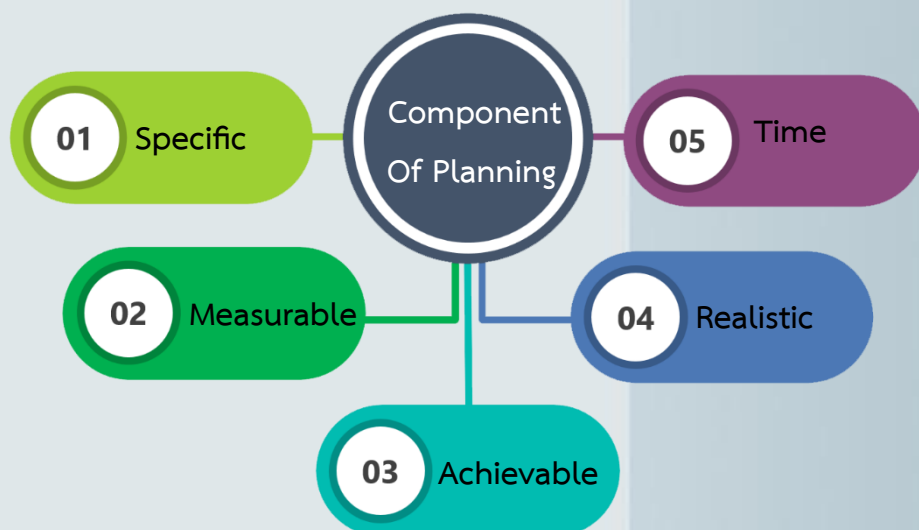 Component
Of Planning
01 Specific
02 Measurable
03 Achievable
04 Realistic
05 Time